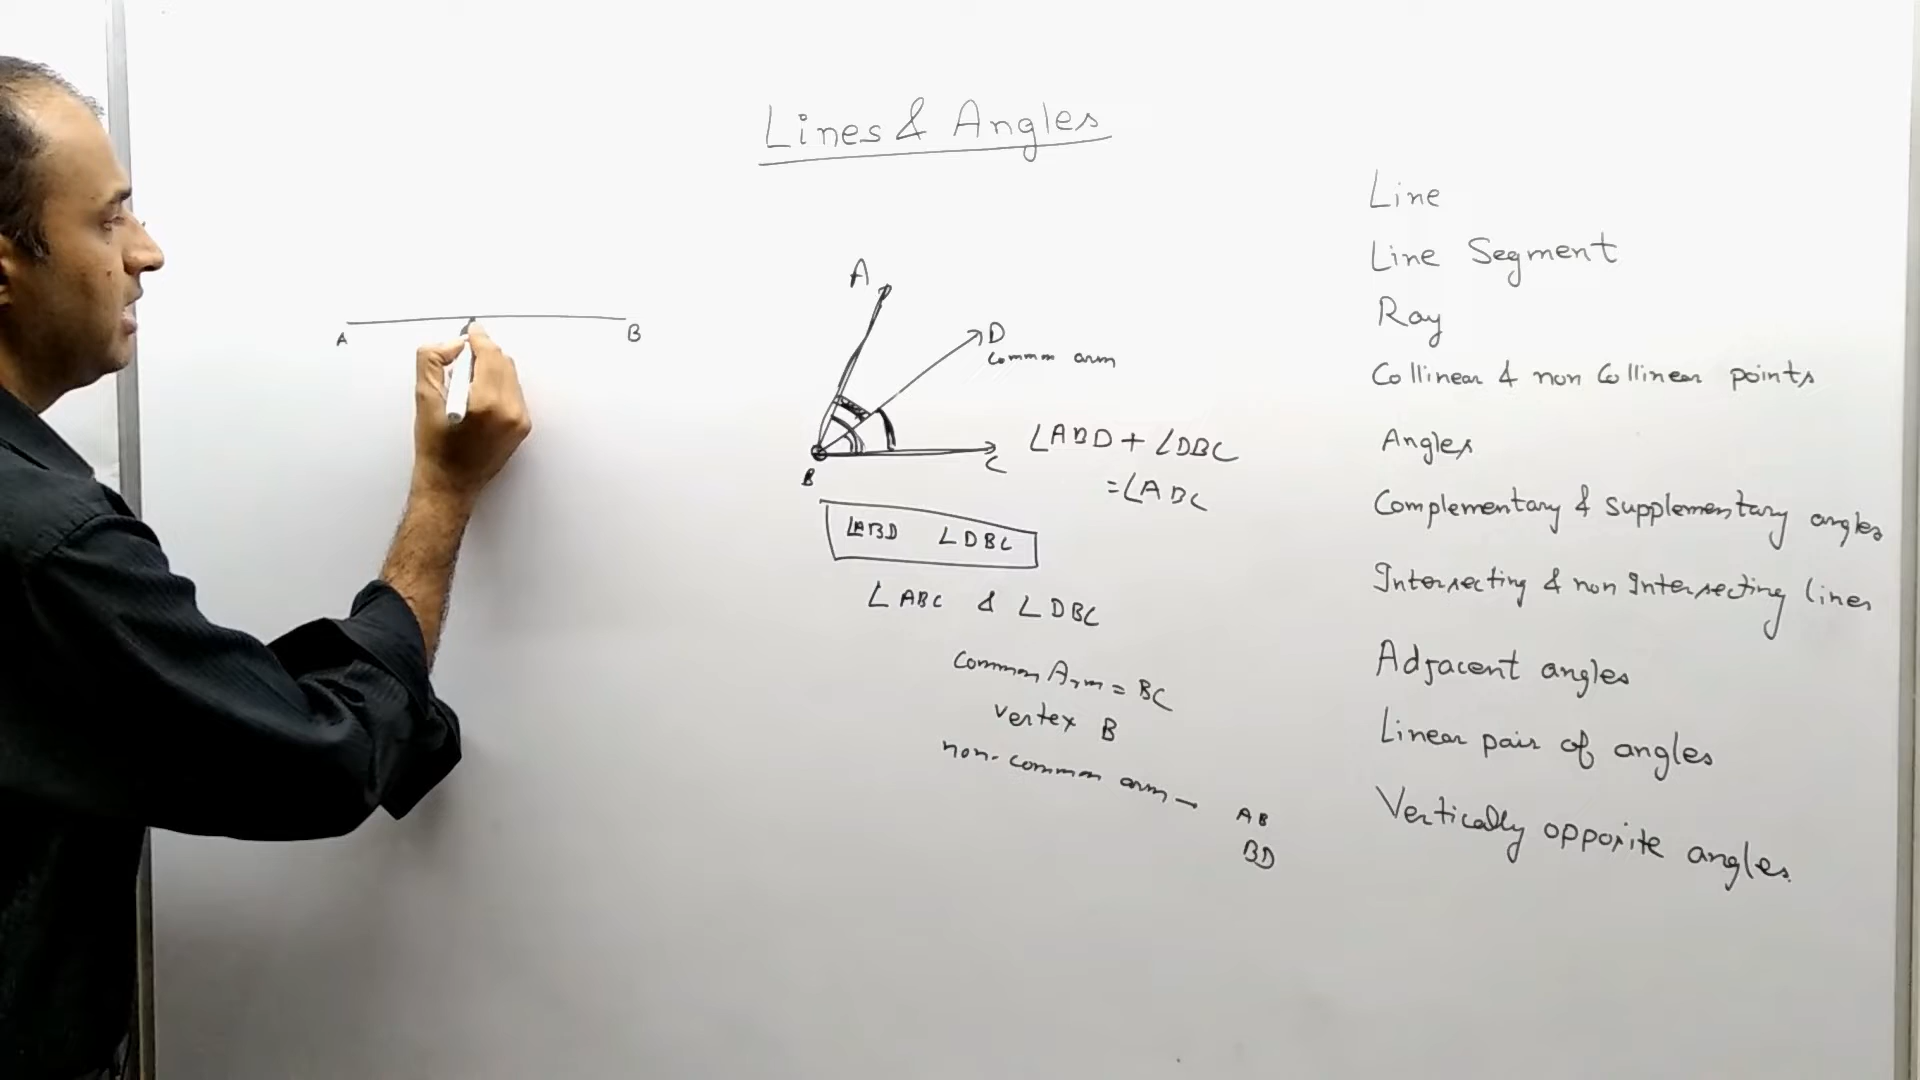 Lines & Angles
A B
A
D
Common arm
B
C
∠ABD + ∠DBC
= ∠ABC
∠ABD ∠DBC
∠ABC & ∠DBC
Common Arm = BC
vertex B
non-common arm → AB
BD
Line
Line Segment
Ray
Collinear & non Collinear points
Angles
Complementary & supplementary angles
Intersecting & non Intersecting lines
Adjacent angles
Linear pair of angles
Vertically opposite angles.